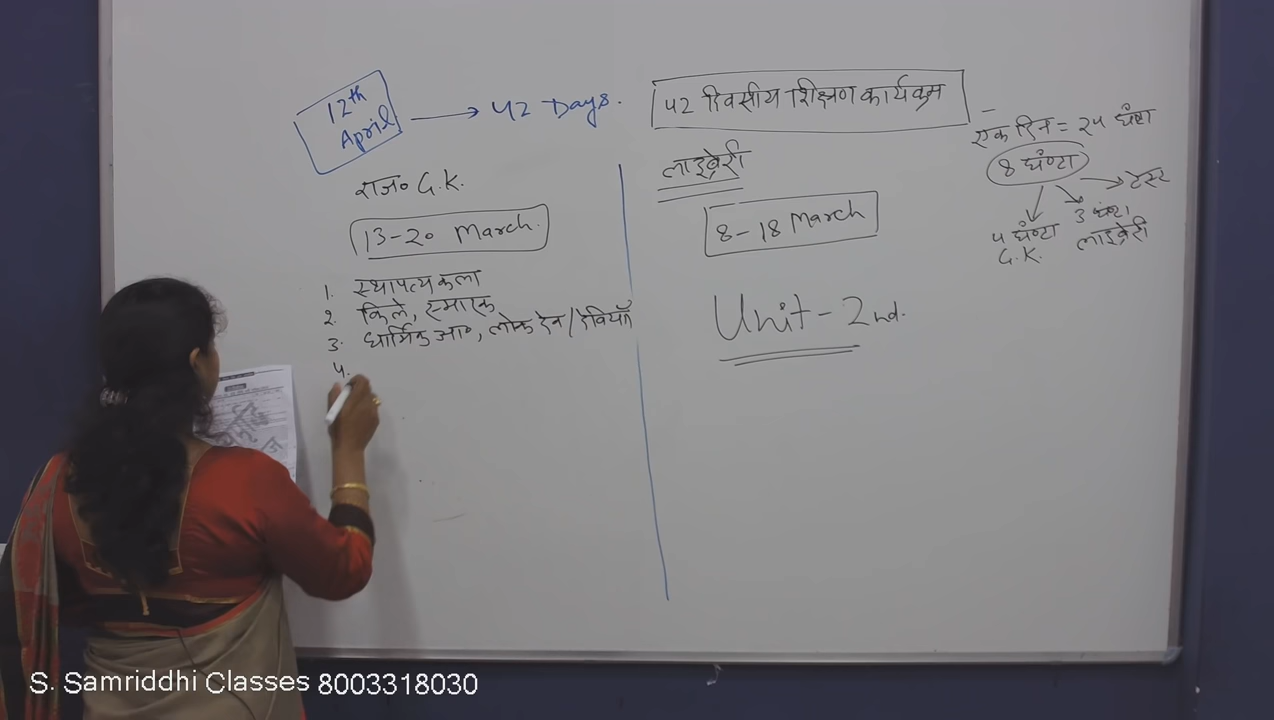 12th April → 42 Days.
42 दिवसीय शिक्षण कार्यक्रम
राज० G.K.
13-20 March.
1. स्थापत्य कला
2. किले, स्मारक
3. धार्मिक आ०, लोक देव/देवियाँ
4.
लाइब्रेरी
8-18 March
Unit - 2nd.
एक दिन = 24 घंटा
8 घंण्टा
टेस्ट
4 घंण्टा
G.K.
3 घंटा
लाइब्रेरी
S. Samriddhi Classes 8003318030